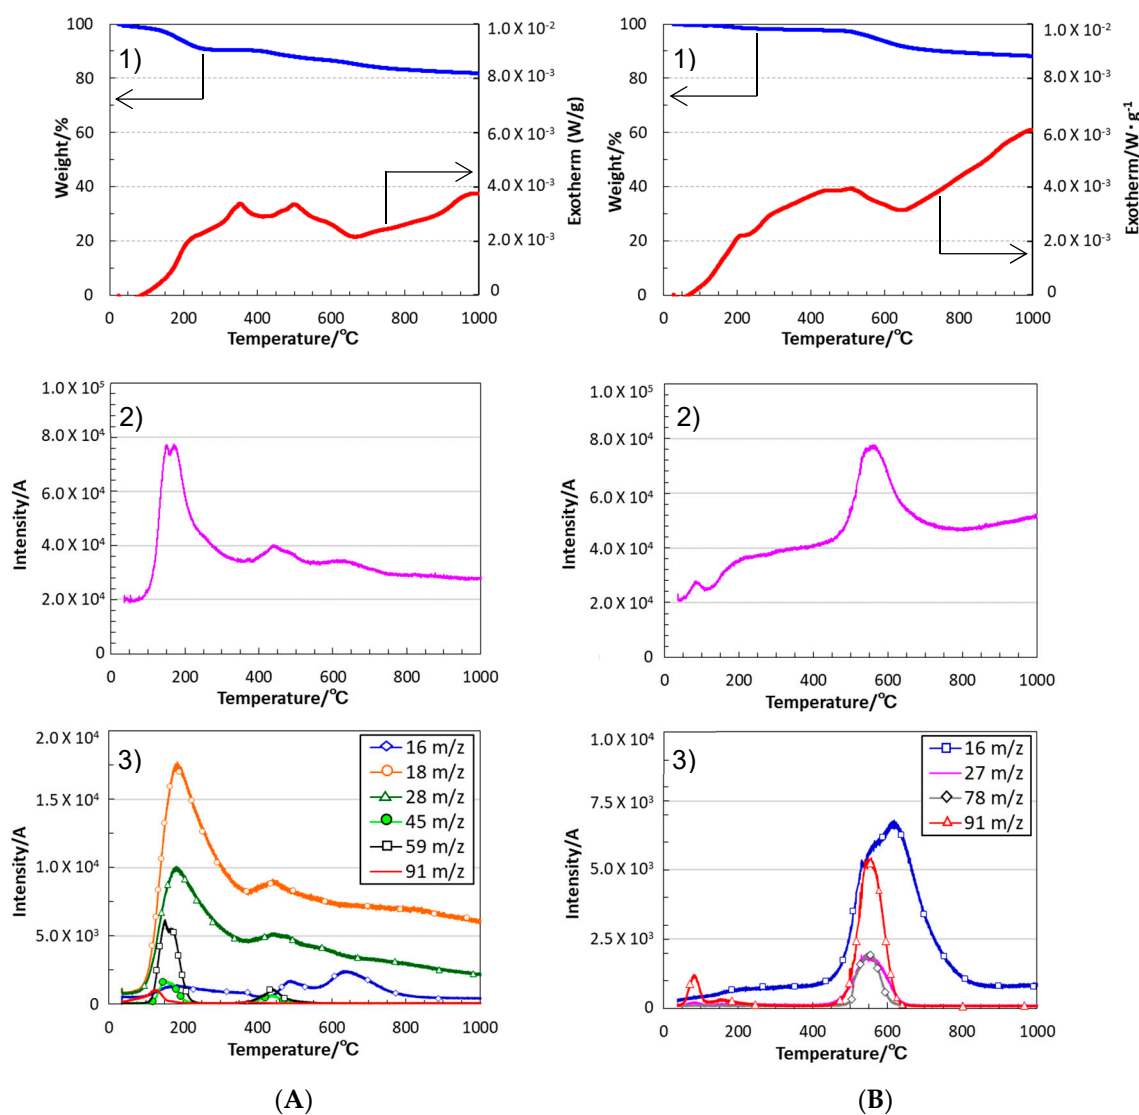 100
80
60
40
20
0
Weight/%
1)
1.0 X 10-2
8.0 X 10-3
6.0 X 10-3
4.0 X 10-3
2.0 X 10-3
0
Exotherm (W/g)
0 200 400 600 800 1000
Temperature/°C
100
80
60
40
20
0
Weight/%
1)
1.0 X 10-2
8.0 X 10-3
6.0 X 10-3
4.0 X 10-3
2.0 X 10-3
0
Exotherm/W·g-1
0 200 400 600 800 1000
Temperature/°C
1.0 X 105
8.0 X 104
6.0 X 104
4.0 X 104
2.0 X 104
0
Intensity/A
2)
0 200 400 600 800 1000
Temperature/°C
1.0 X 105
8.0 X 104
6.0 X 104
4.0 X 104
2.0 X 104
0
Intensity/A
2)
0 200 400 600 800 1000
Temperature/°C
2.0 X 104
1.5 X 104
1.0 X 104
5.0 X 103
0
Intensity/A
3)
16 m/z
18 m/z
28 m/z
45 m/z
59 m/z
91 m/z
0 200 400 600 800 1000
Temperature/°C
1.0 X 104
7.5 X 103
5.0 X 103
2.5 X 103
0
Intensity/A
3)
16 m/z
27 m/z
78 m/z
91 m/z
0 200 400 600 800 1000
Temperature/°C
(A)
(B)